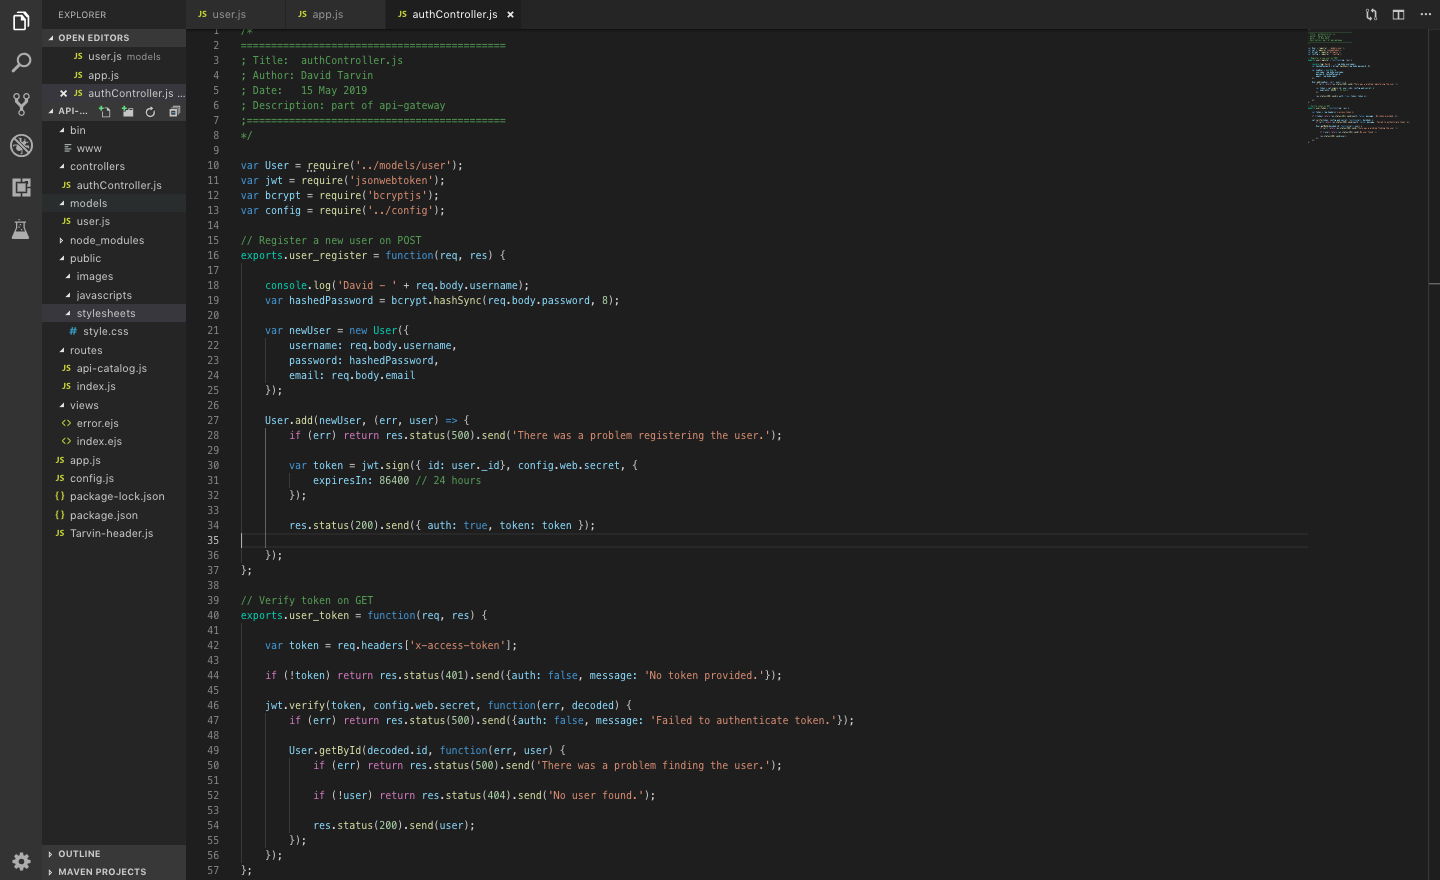 EXPLORER
OPEN EDITORS
JS user.js models
JS app.js
JS authController.js ...
API-...
bin
www
controllers
JS authController.js
models
JS user.js
node_modules
public
images
javascripts
stylesheets
# style.css
routes
JS api-catalog.js
JS index.js
views
<> error.ejs
<> index.ejs
JS app.js
JS config.js
{} package-lock.json
{} package.json
JS Tarvin-header.js
OUTLINE
MAVEN PROJECTS
JS user.js
JS app.js
JS authController.js ×
1 /*
2 ============================================
3 ; Title:  authController.js
4 ; Author: David Tarvin
5 ; Date:   15 May 2019
6 ; Description: part of api-gateway
7 ;===========================================
8 */
9
10 var User = require('../models/user');
11 var jwt = require('jsonwebtoken');
12 var bcrypt = require('bcryptjs');
13 var config = require('../config');
14
15 // Register a new user on POST
16 exports.user_register = function(req, res) {
17
18     console.log('David - ' + req.body.username);
19     var hashedPassword = bcrypt.hashSync(req.body.password, 8);
20
21     var newUser = new User({
22         username: req.body.username,
23         password: hashedPassword,
24         email: req.body.email
25     });
26
27     User.add(newUser, (err, user) => {
28         if (err) return res.status(500).send('There was a problem registering the user.');
29
30         var token = jwt.sign({ id: user._id}, config.web.secret, {
31             expiresIn: 86400 // 24 hours
32         });
33
34         res.status(200).send({ auth: true, token: token });
35
36     });
37 };
38
39 // Verify token on GET
40 exports.user_token = function(req, res) {
41
42     var token = req.headers['x-access-token'];
43
44     if (!token) return res.status(401).send({auth: false, message: 'No token provided.'});
45
46     jwt.verify(token, config.web.secret, function(err, decoded) {
47         if (err) return res.status(500).send({auth: false, message: 'Failed to authenticate token.'});
48
49         User.getById(decoded.id, function(err, user) {
50             if (err) return res.status(500).send('There was a problem finding the user.');
51
52             if (!user) return res.status(404).send('No user found.');
53
54             res.status(200).send(user);
55         });
56     });
57 };